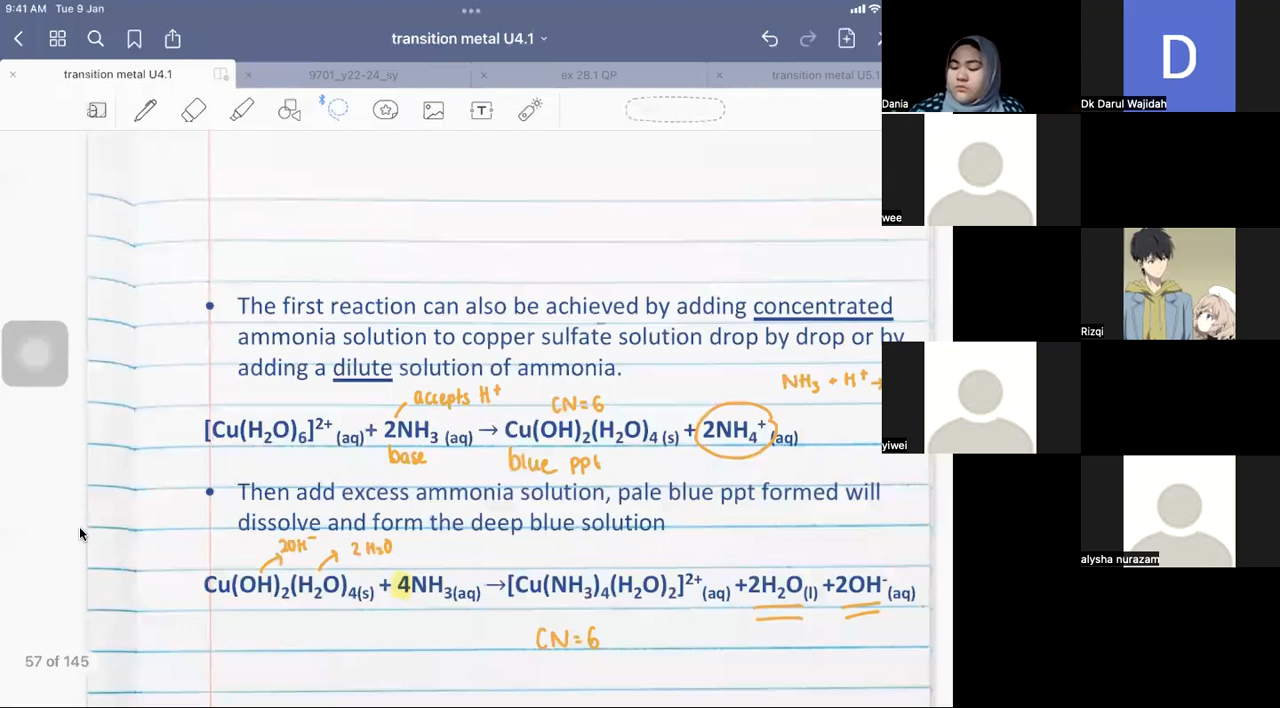 9:41 AM Tue 9 Jan
transition metal U4.1
transition metal U4.1
9701_y22-24_sy
ex 28.1 QP
transition metal U5.1
• The first reaction can also be achieved by adding concentrated
ammonia solution to copper sulfate solution drop by drop or by
adding a dilute solution of ammonia.
NH3 + H+ →
accepts H+
CN=6
[Cu(H₂O)₆]²⁺ (aq) + 2NH₃ (aq) → Cu(OH)₂(H₂O)₄ (s) + 2NH₄⁺ (aq)
base
blue ppt
• Then add excess ammonia solution, pale blue ppt formed will
dissolve and form the deep blue solution
2OH⁻
2 H₂O
Cu(OH)₂(H₂O)₄(s) + 4NH₃(aq) → [Cu(NH₃)₄(H₂O)₂]²⁺ (aq) +2H₂O(l) +2OH⁻(aq)
CN=6
57 of 145
Dania
D
Dk Darul Wajidah
wee
Rizqi
yiwei
alysha nurazam